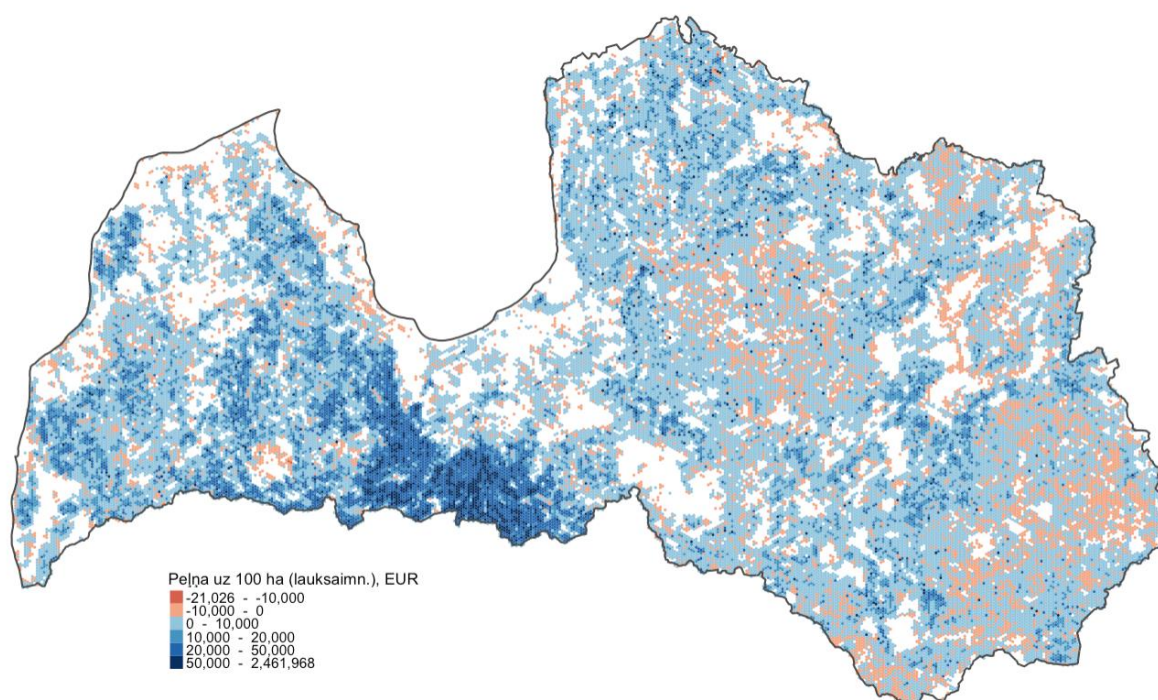 Peļņa uz 100 ha (lauksaimn.), EUR
-21,026 - -10,000
-10,000 - 0
0 - 10,000
10,000 - 20,000
20,000 - 50,000
50,000 - 2,461,968